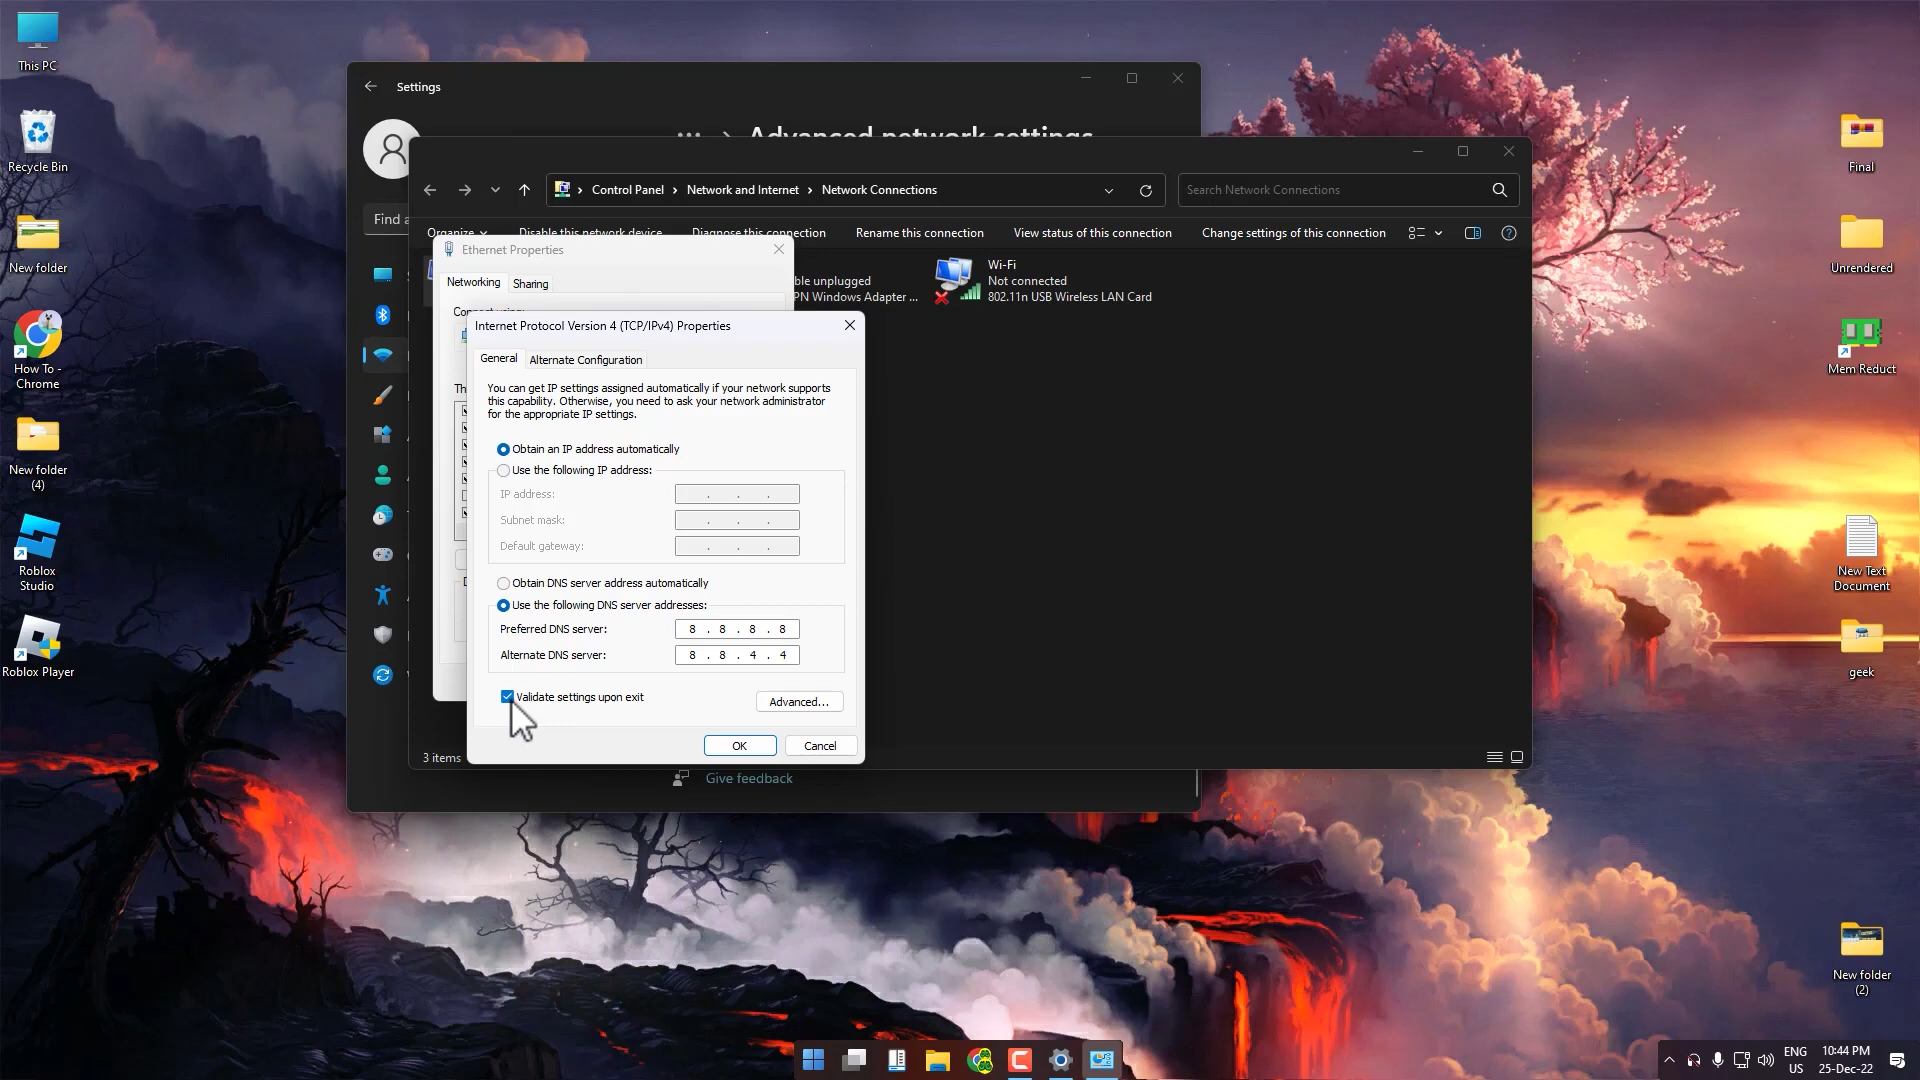 This PC
Recycle Bin
New folder
How To -
Chrome
New folder
(4)
Roblox
Studio
Roblox Player
Settings
Advanced network settings
Find a
Control Panel > Network and Internet > Network Connections
Search Network Connections
Organize
Disable this network device
Diagnose this connection
Rename this connection
View status of this connection
Change settings of this connection
ble unplugged
PN Windows Adapter ...
Wi-Fi
Not connected
802.11n USB Wireless LAN Card
Ethernet Properties
Networking
Sharing
Connect using:
Th
Internet Protocol Version 4 (TCP/IPv4) Properties
General
Alternate Configuration
You can get IP settings assigned automatically if your network supports
this capability. Otherwise, you need to ask your network administrator
for the appropriate IP settings.
Obtain an IP address automatically
Use the following IP address:
IP address:
Subnet mask:
Default gateway:
Obtain DNS server address automatically
Use the following DNS server addresses:
Preferred DNS server: 8 . 8 . 8 . 8
Alternate DNS server: 8 . 8 . 4 . 4
Validate settings upon exit
Advanced...
OK
Cancel
3 items
Give feedback
Final
Unrendered
Mem Reduct
New Text
Document
geek
New folder
(2)
ENG
US
10:44 PM
25-Dec-22